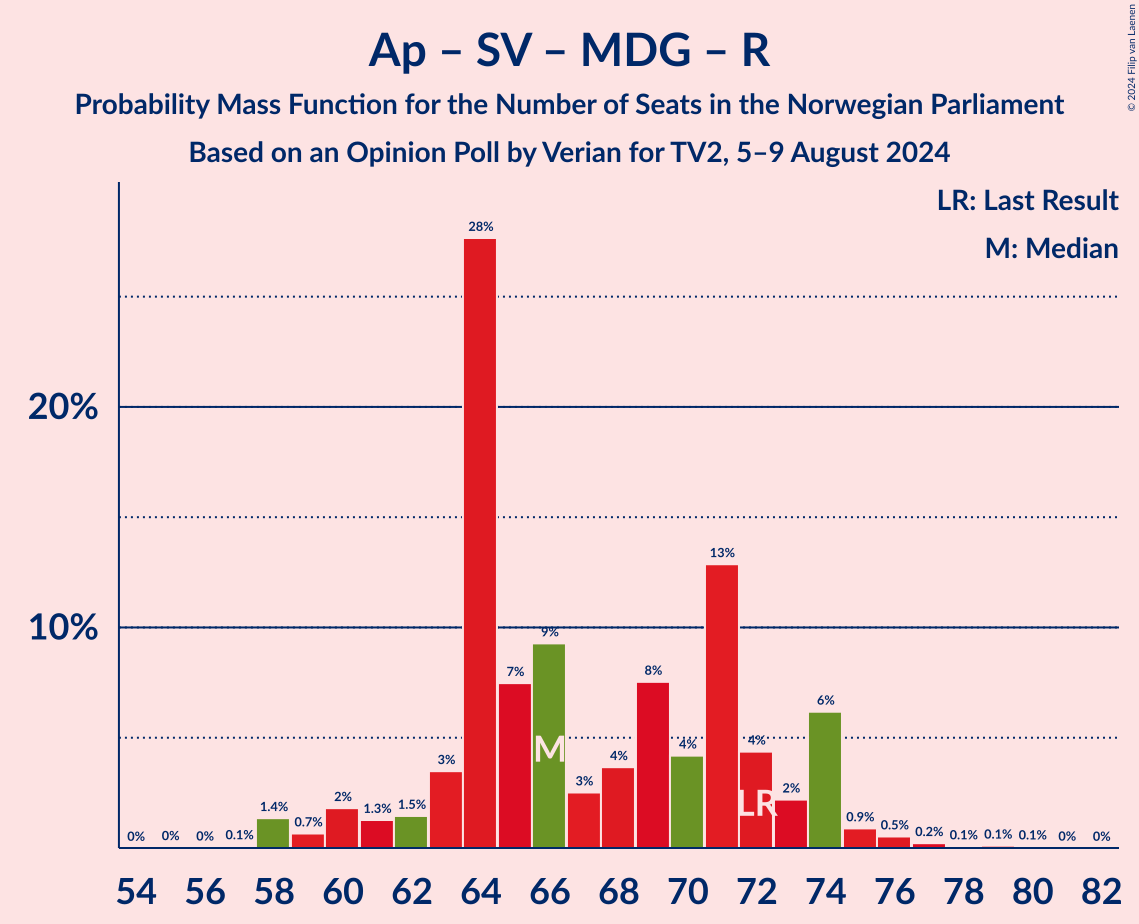 Ap – SV – MDG – R
Probability Mass Function for the Number of Seats in the Norwegian Parliament
Based on an Opinion Poll by Verian for TV2, 5–9 August 2024
© 2024 Filip van Laenen
LR: Last Result
M: Median
20%
10%
0% 0% 0% 0.1% 1.4% 0.7% 2% 1.3% 1.5% 3% 28% 7% 9% 3% 4% 8% 4% 13% 4% 2% 6% 0.9% 0.5% 0.2% 0.1% 0.1% 0.1% 0% 0%
M
LR
54 56 58 60 62 64 66 68 70 72 74 76 78 80 82